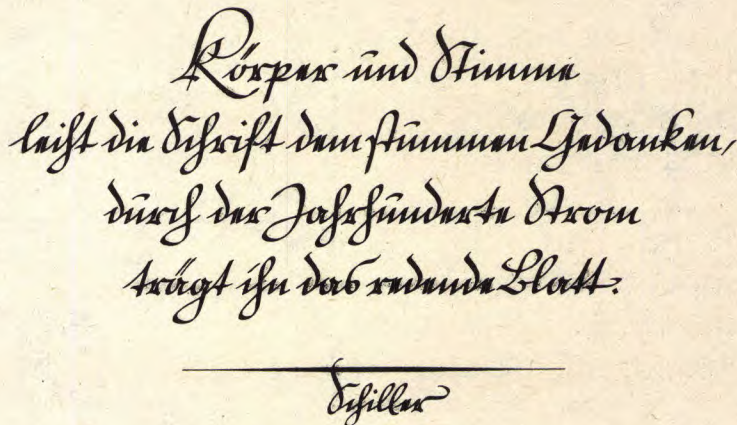 Körper und Stimme
leiht die Schrift dem stummen Gedanken,
durch der Jahrhunderte Strom
trägt ihn das redende Blatt.
Schiller